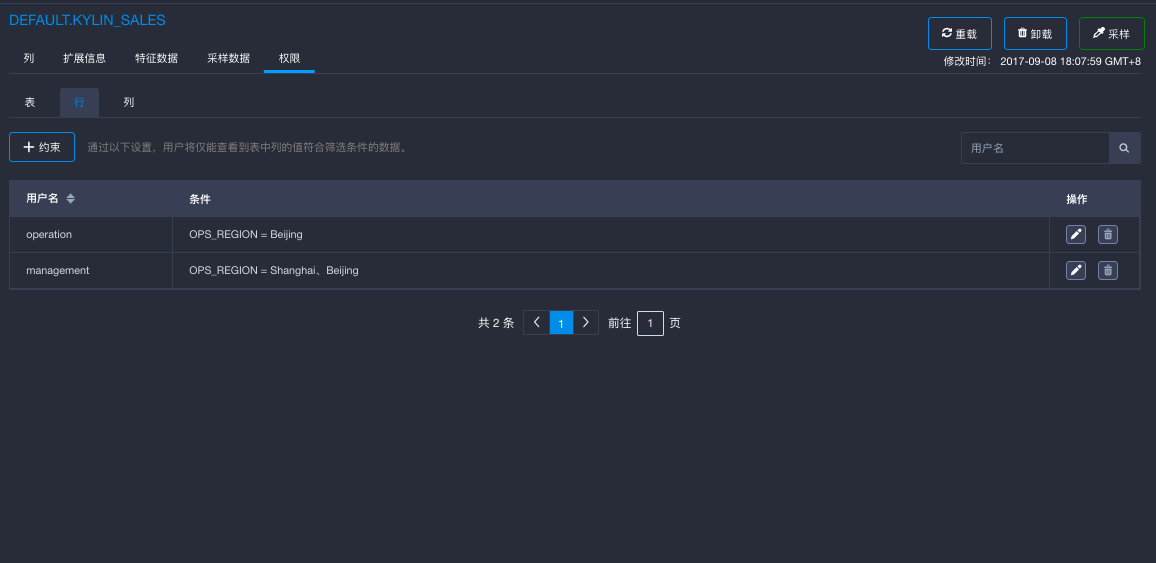 DEFAULT.KYLIN_SALES
重载 卸载 采样
列 扩展信息 特征数据 采样数据 权限
修改时间： 2017-09-08 18:07:59 GMT+8
表 行 列
约束 通过以下设置，用户将仅能查看到表中列的值符合筛选条件的数据。 用户名
用户名 条件 操作
operation OPS_REGION = Beijing
management OPS_REGION = Shanghai、Beijing
共 2 条 1 前往 1 页